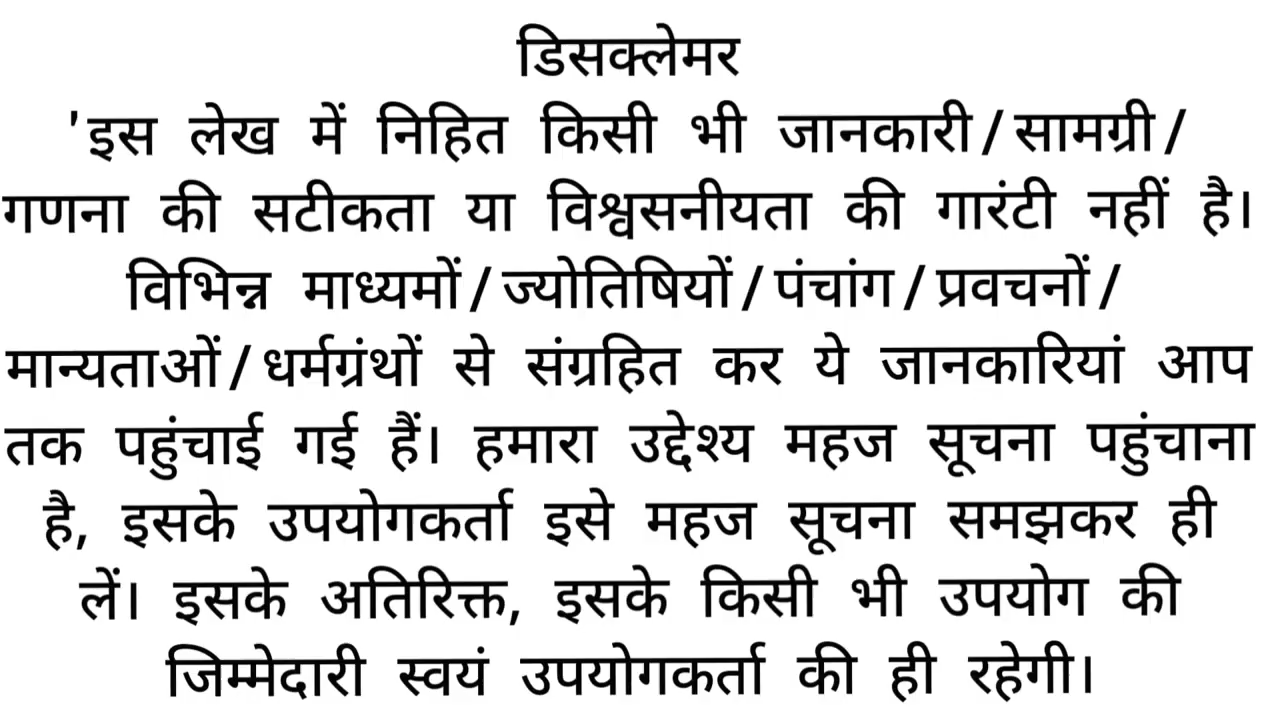 डिसक्लेमर
'इस लेख में निहित किसी भी जानकारी/सामग्री/
गणना की सटीकता या विश्वसनीयता की गारंटी नहीं है।
विभिन्न माध्यमों/ज्योतिषियों/पंचांग/प्रवचनों/
मान्यताओं/धर्मग्रंथों से संग्रहित कर ये जानकारियां आप
तक पहुंचाई गई हैं। हमारा उद्देश्य महज सूचना पहुंचाना
है, इसके उपयोगकर्ता इसे महज सूचना समझकर ही
लें। इसके अतिरिक्त, इसके किसी भी उपयोग की
जिम्मेदारी स्वयं उपयोगकर्ता की ही रहेगी।